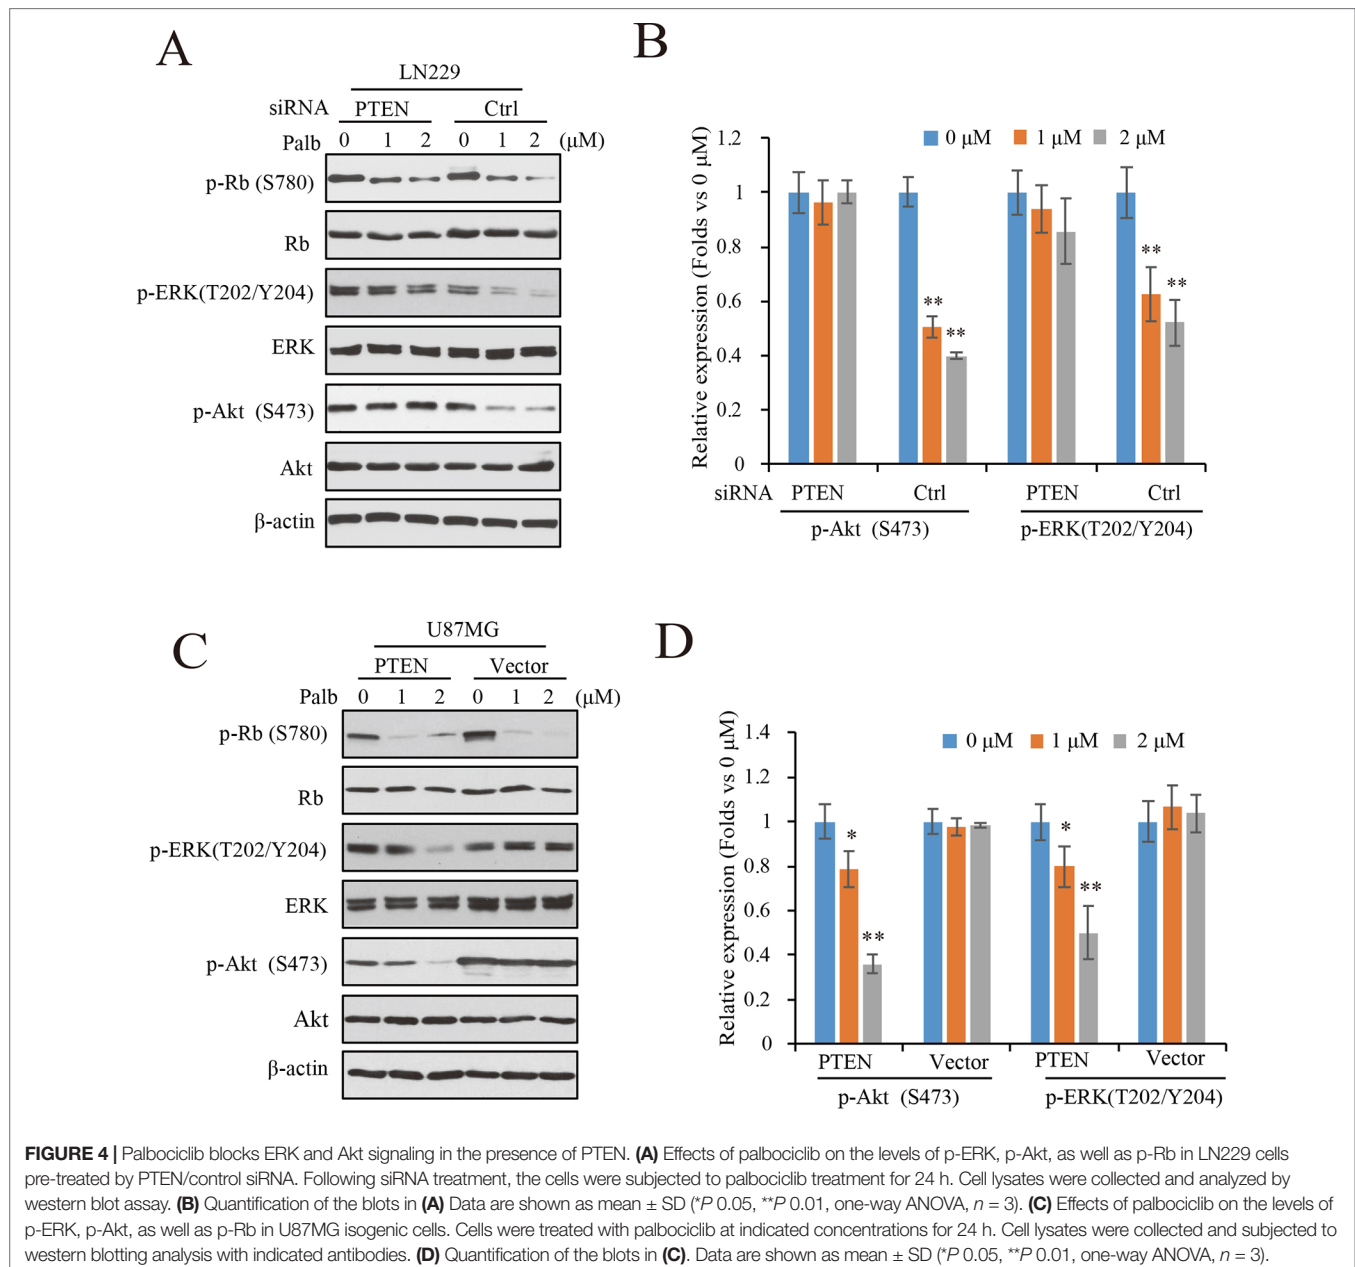 A
LN229
siRNA PTEN Ctrl
Palb 0 1 2 0 1 2 (μM)
p-Rb (S780)
Rb
p-ERK(T202/Y204)
ERK
p-Akt (S473)
Akt
β-actin
B
Relative expression (Folds vs 0 μM)
0 μM 1 μM 2 μM
1.2
1
0.8
0.6
0.4
0.2
0
** ** ** **
siRNA PTEN Ctrl PTEN Ctrl
p-Akt (S473) p-ERK(T202/Y204)
C
U87MG
PTEN Vector
Palb 0 1 2 0 1 2 (μM)
p-Rb (S780)
Rb
p-ERK(T202/Y204)
ERK
p-Akt (S473)
Akt
β-actin
D
Relative expression (Folds vs 0 μM)
0 μM 1 μM 2 μM
1.4
1.2
1
0.8
0.6
0.4
0.2
0
* ** * **
PTEN Vector PTEN Vector
p-Akt (S473) p-ERK(T202/Y204)
FIGURE 4 | Palbociclib blocks ERK and Akt signaling in the presence of PTEN. (A) Effects of palbociclib on the levels of p-ERK, p-Akt, as well as p-Rb in LN229 cells
pre-treated by PTEN/control siRNA. Following siRNA treatment, the cells were subjected to palbociclib treatment for 24 h. Cell lysates were collected and analyzed by
western blot assay. (B) Quantification of the blots in (A) Data are shown as mean ± SD (*P 0.05, **P 0.01, one-way ANOVA, n = 3). (C) Effects of palbociclib on the levels of
p-ERK, p-Akt, as well as p-Rb in U87MG isogenic cells. Cells were treated with palbociclib at indicated concentrations for 24 h. Cell lysates were collected and subjected to
western blotting analysis with indicated antibodies. (D) Quantification of the blots in (C). Data are shown as mean ± SD (*P 0.05, **P 0.01, one-way ANOVA, n = 3).